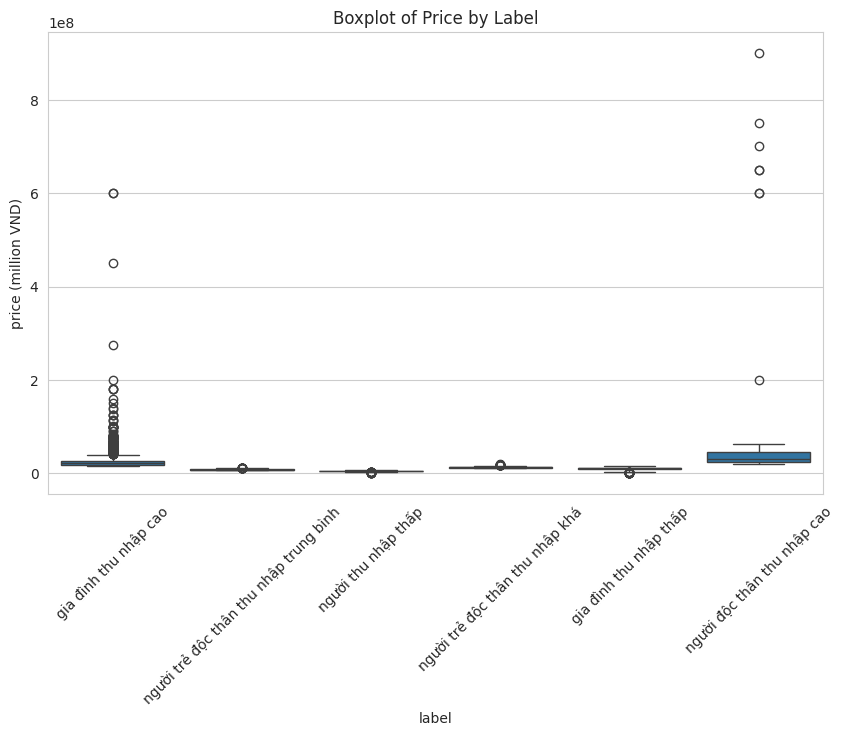 Boxplot of Price by Label
1e8
8
6
4
2
0
price (million VND)
gia đình thu nhập cao
người trẻ độc thân thu nhập trung bình
người thu nhập thấp
người trẻ độc thân thu nhập khá
gia đình thu nhập thấp
người độc thân thu nhập cao
label